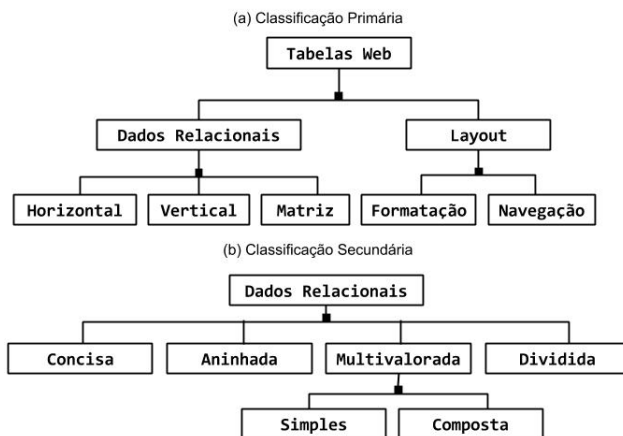 (a) Classificação Primária
Tabelas Web
Dados Relacionais Layout
Horizontal Vertical Matriz Formatação Navegação
(b) Classificação Secundária
Dados Relacionais
Concisa Aninhada Multivalorada Dividida
Simples Composta